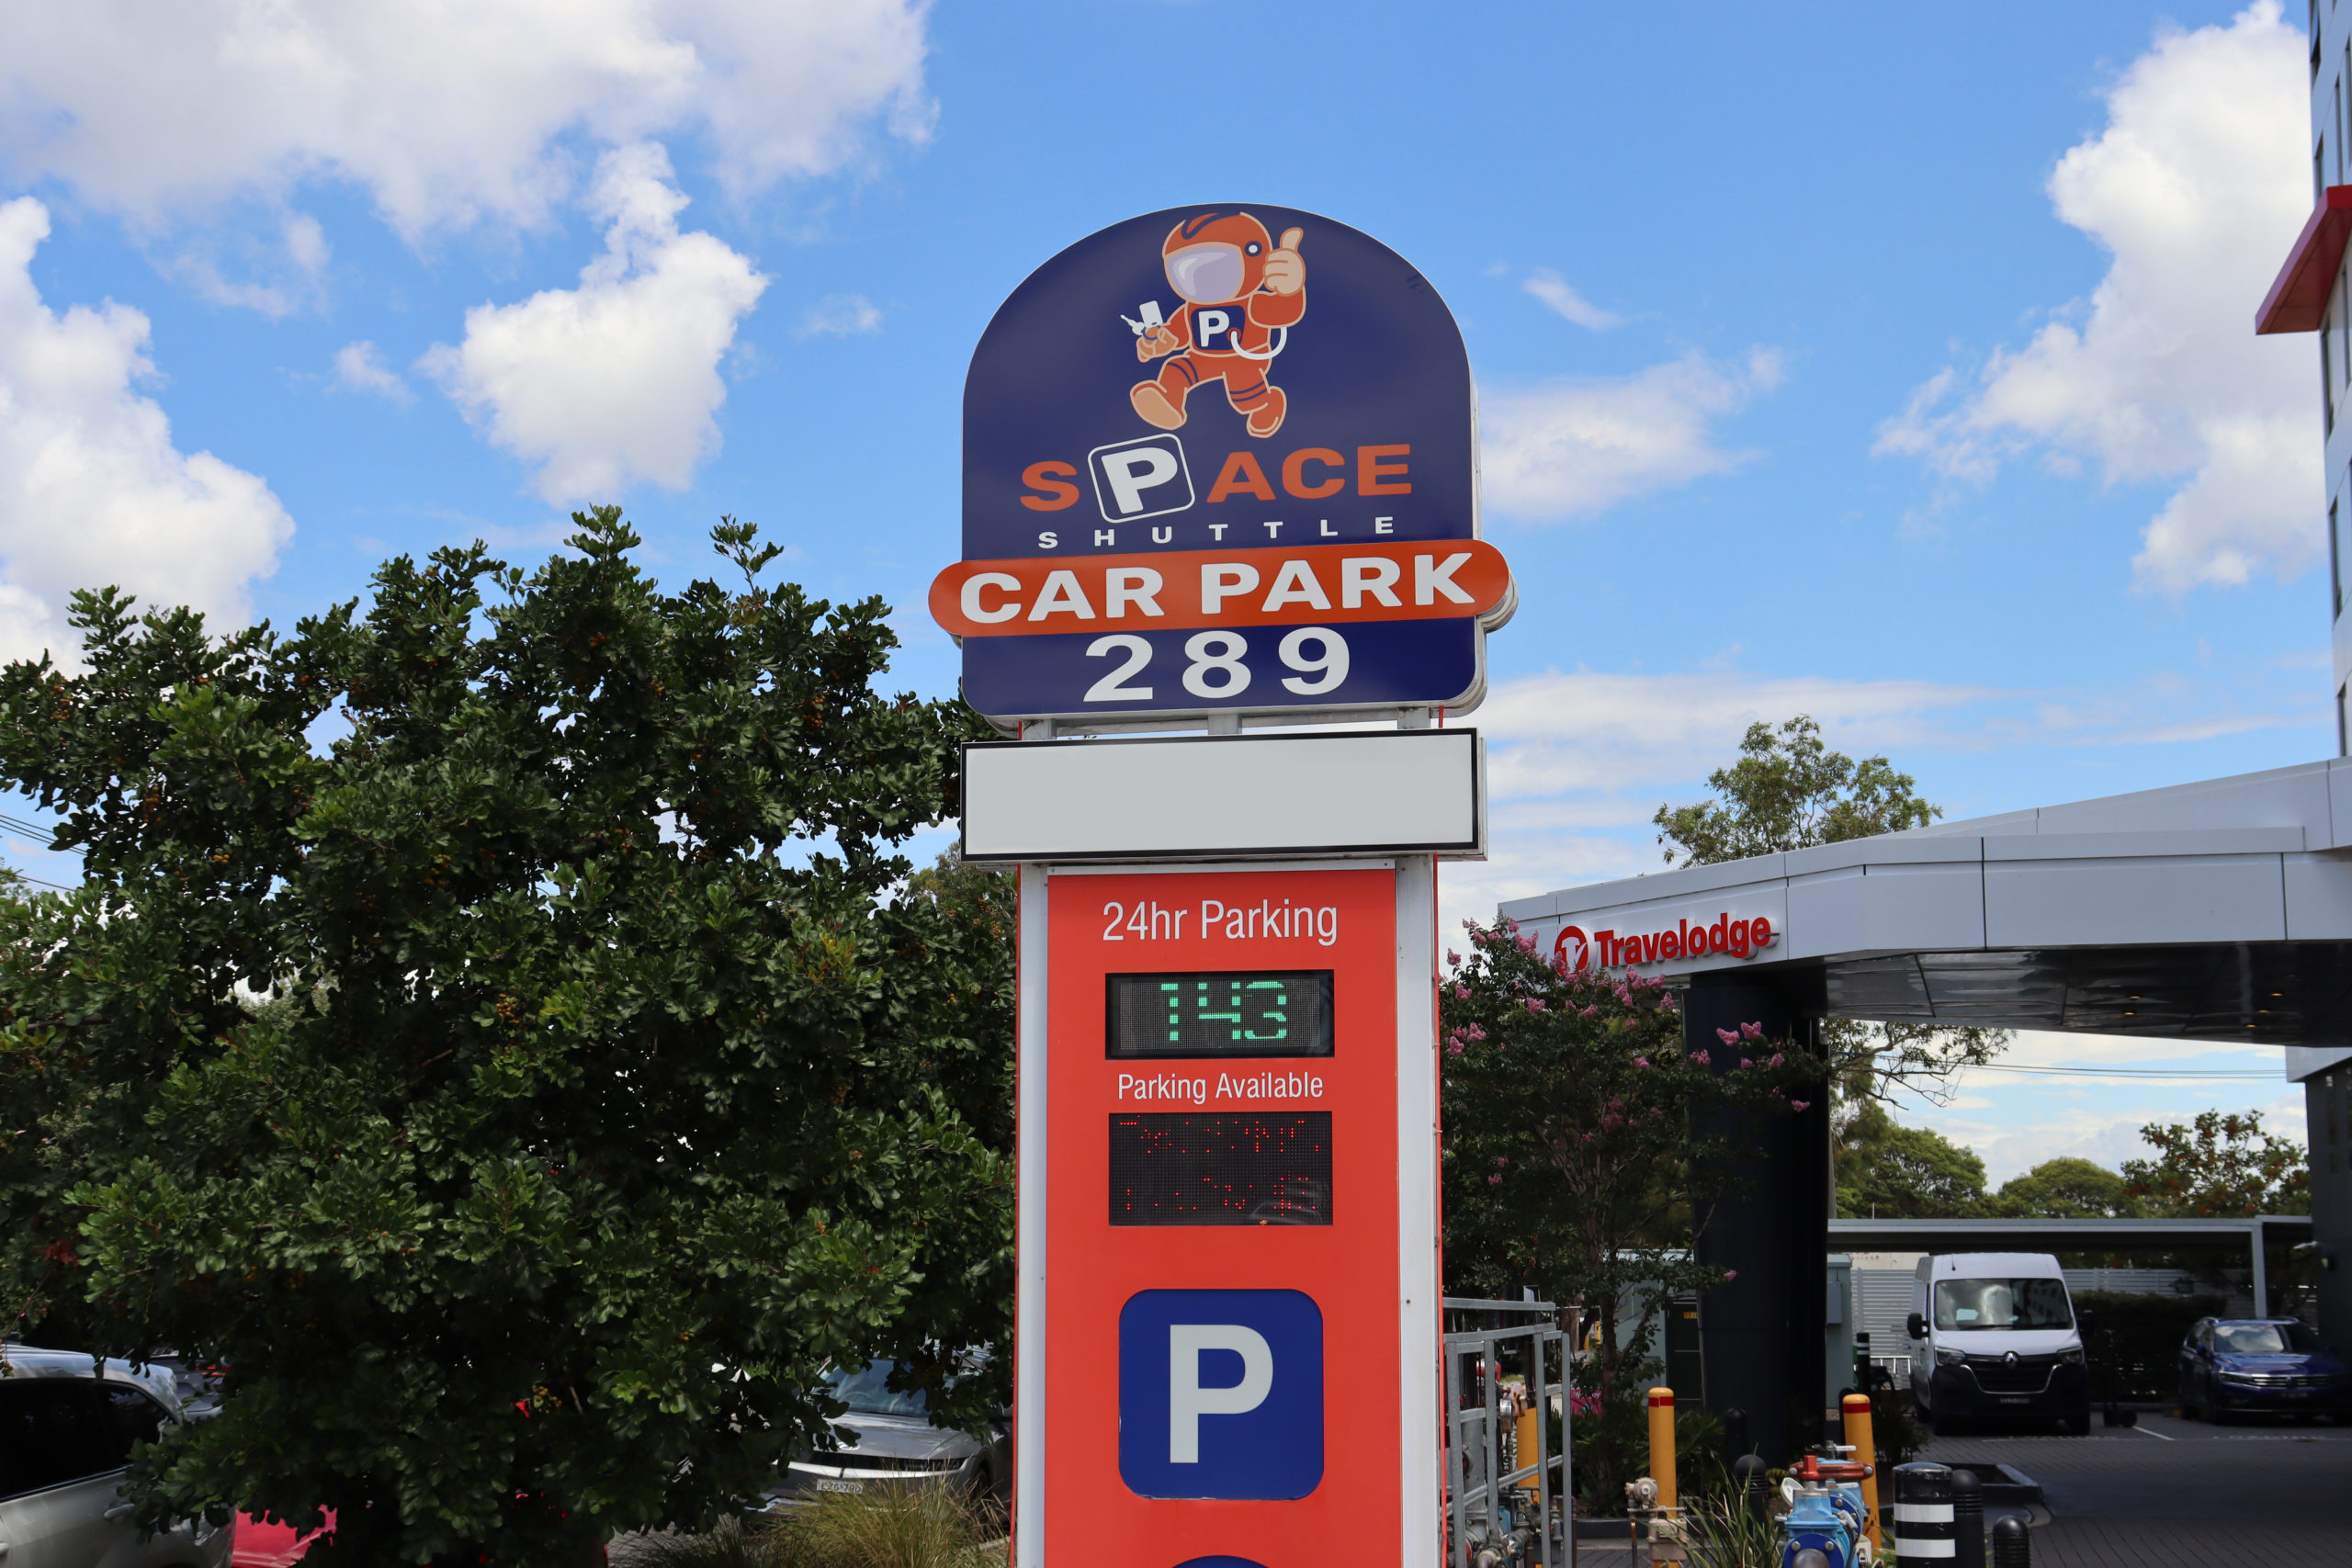 P
SPACE
SHUTTLE
CAR PARK
289
24hr Parking
143
Parking Available
P
Travelodge